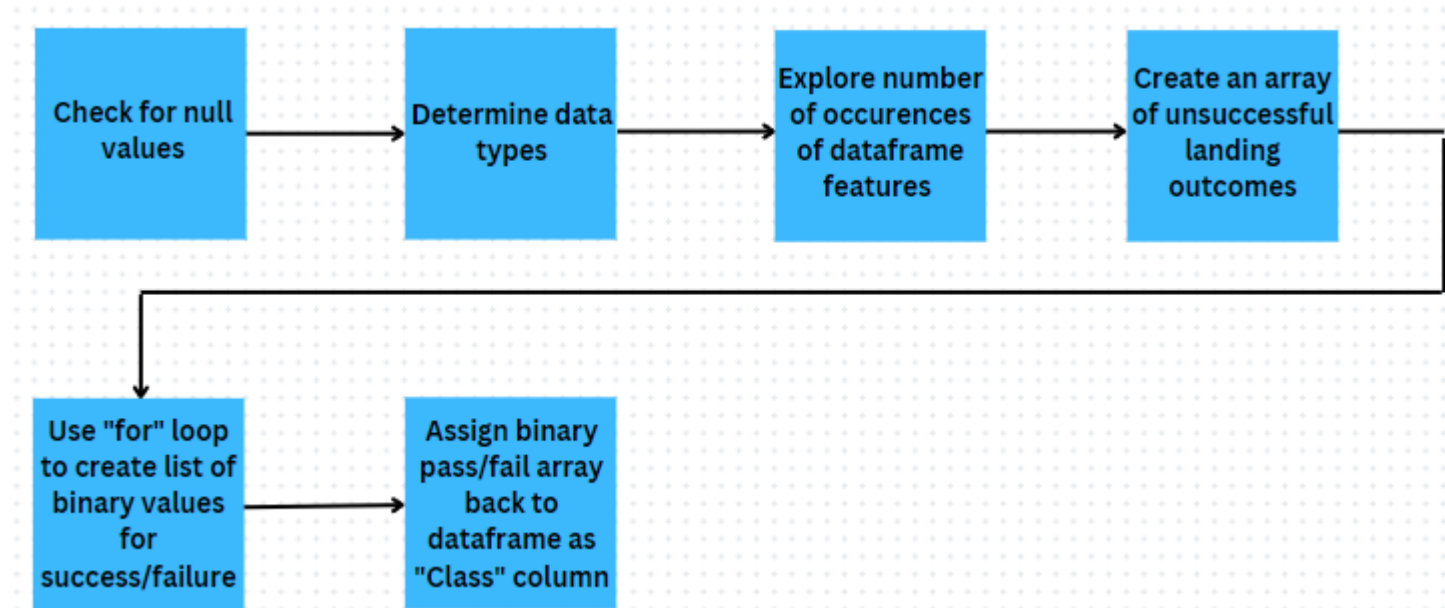 Check for null
values
Determine data
types
Explore number
of occurences
of dataframe
features
Create an array
of unsuccessful
landing
outcomes
Use "for" loop
to create list of
binary values
for
success/failure
Assign binary
pass/fail array
back to
dataframe as
"Class" column